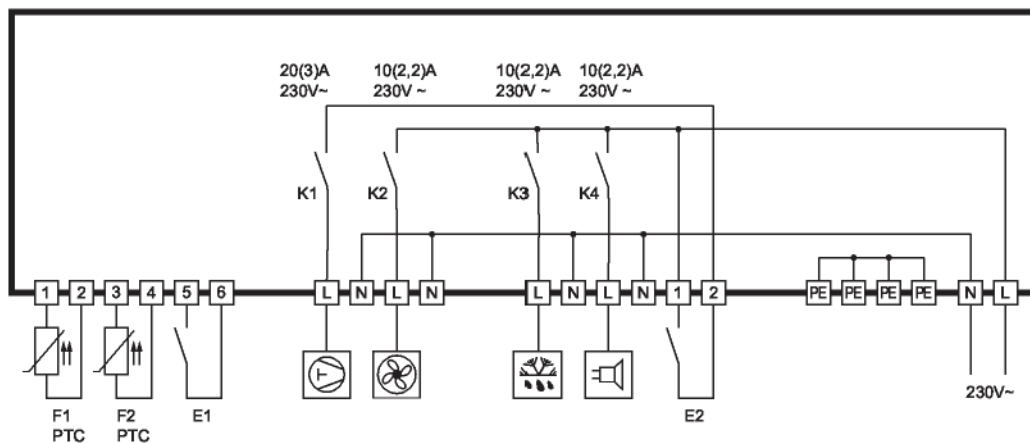 20(3)A 10(2,2)A 10(2,2)A 10(2,2)A
230V~ 230V ~ 230V ~ 230V ~
K1 K2 K3 K4
1 2 3 4 5 6 L N L N L N L N 1 2 PE PE PE PE N L
F1 F2 E1 E2 230V~
PTC PTC